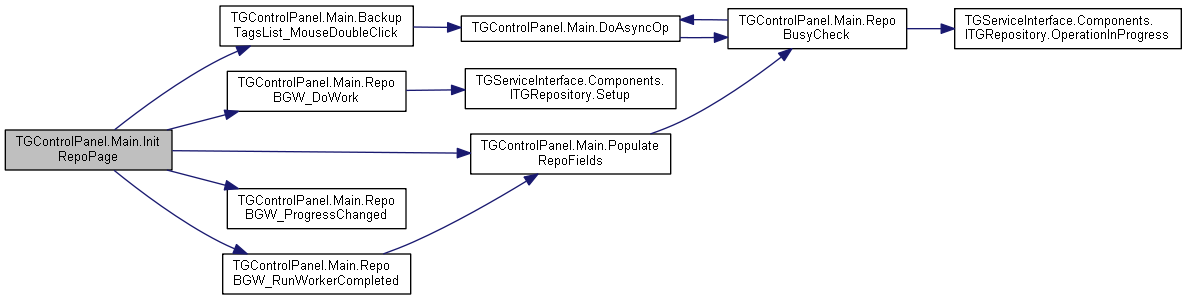 TGControlPanel.Main.Init
RepoPage
TGControlPanel.Main.Backup
TagsList_MouseDoubleClick
TGControlPanel.Main.DoAsyncOp
TGControlPanel.Main.Repo
BusyCheck
TGServiceInterface.Components.
ITGRepository.OperationInProgress
TGControlPanel.Main.Repo
BGW_DoWork
TGServiceInterface.Components.
ITGRepository.Setup
TGControlPanel.Main.Populate
RepoFields
TGControlPanel.Main.Repo
BGW_ProgressChanged
TGControlPanel.Main.Repo
BGW_RunWorkerCompleted